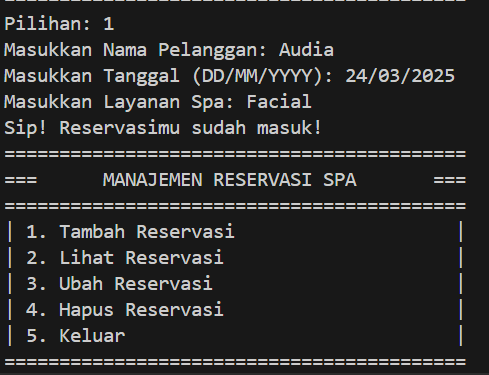 ==========================================
Pilihan: 1
Masukkan Nama Pelanggan: Audia
Masukkan Tanggal (DD/MM/YYYY): 24/03/2025
Masukkan Layanan Spa: Facial
Sip! Reservasimu sudah masuk!
==========================================
===      MANAJEMEN RESERVASI SPA       ===
==========================================
| 1. Tambah Reservasi                    |
| 2. Lihat Reservasi                     |
| 3. Ubah Reservasi                      |
| 4. Hapus Reservasi                     |
| 5. Keluar                              |
==========================================